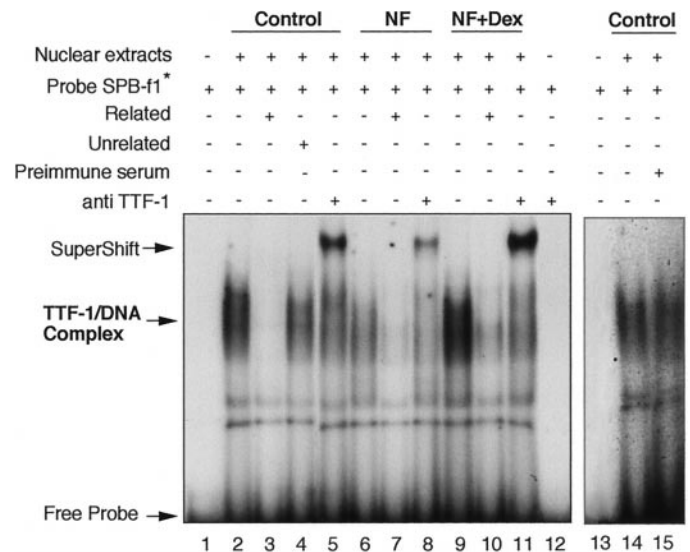 Control NF NF+Dex Control
Nuclear extracts - + + + + + + + + + + - - + +
Probe SPB-f1* + + + + + + + + + + + + + + +
Related - - + - - - + - - + - - - - -
Unrelated - - - + - - - - - - - - - - -
Preimmune serum - - - - - - - - - - - - - - +
anti TTF-1 - - - - + - - + - - + + - - -
SuperShift
TTF-1/DNA
Complex
Free Probe
1 2 3 4 5 6 7 8 9 10 11 12 13 14 15